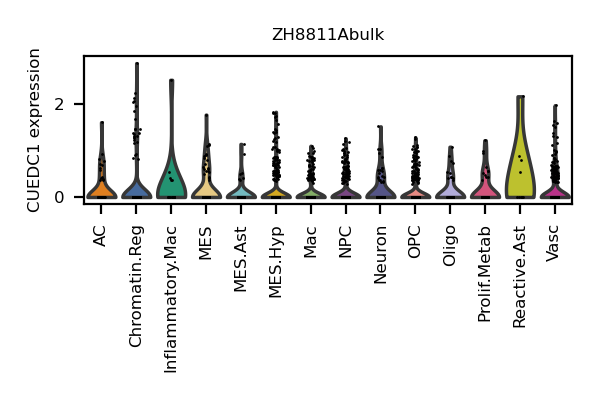 ZH8811Abulk
CUEDC1 expression
2
0
AC
Chromatin.Reg
Inflammatory.Mac
MES
MES.Ast
MES.Hyp
Mac
NPC
Neuron
OPC
Oligo
Prolif.Metab
Reactive.Ast
Vasc